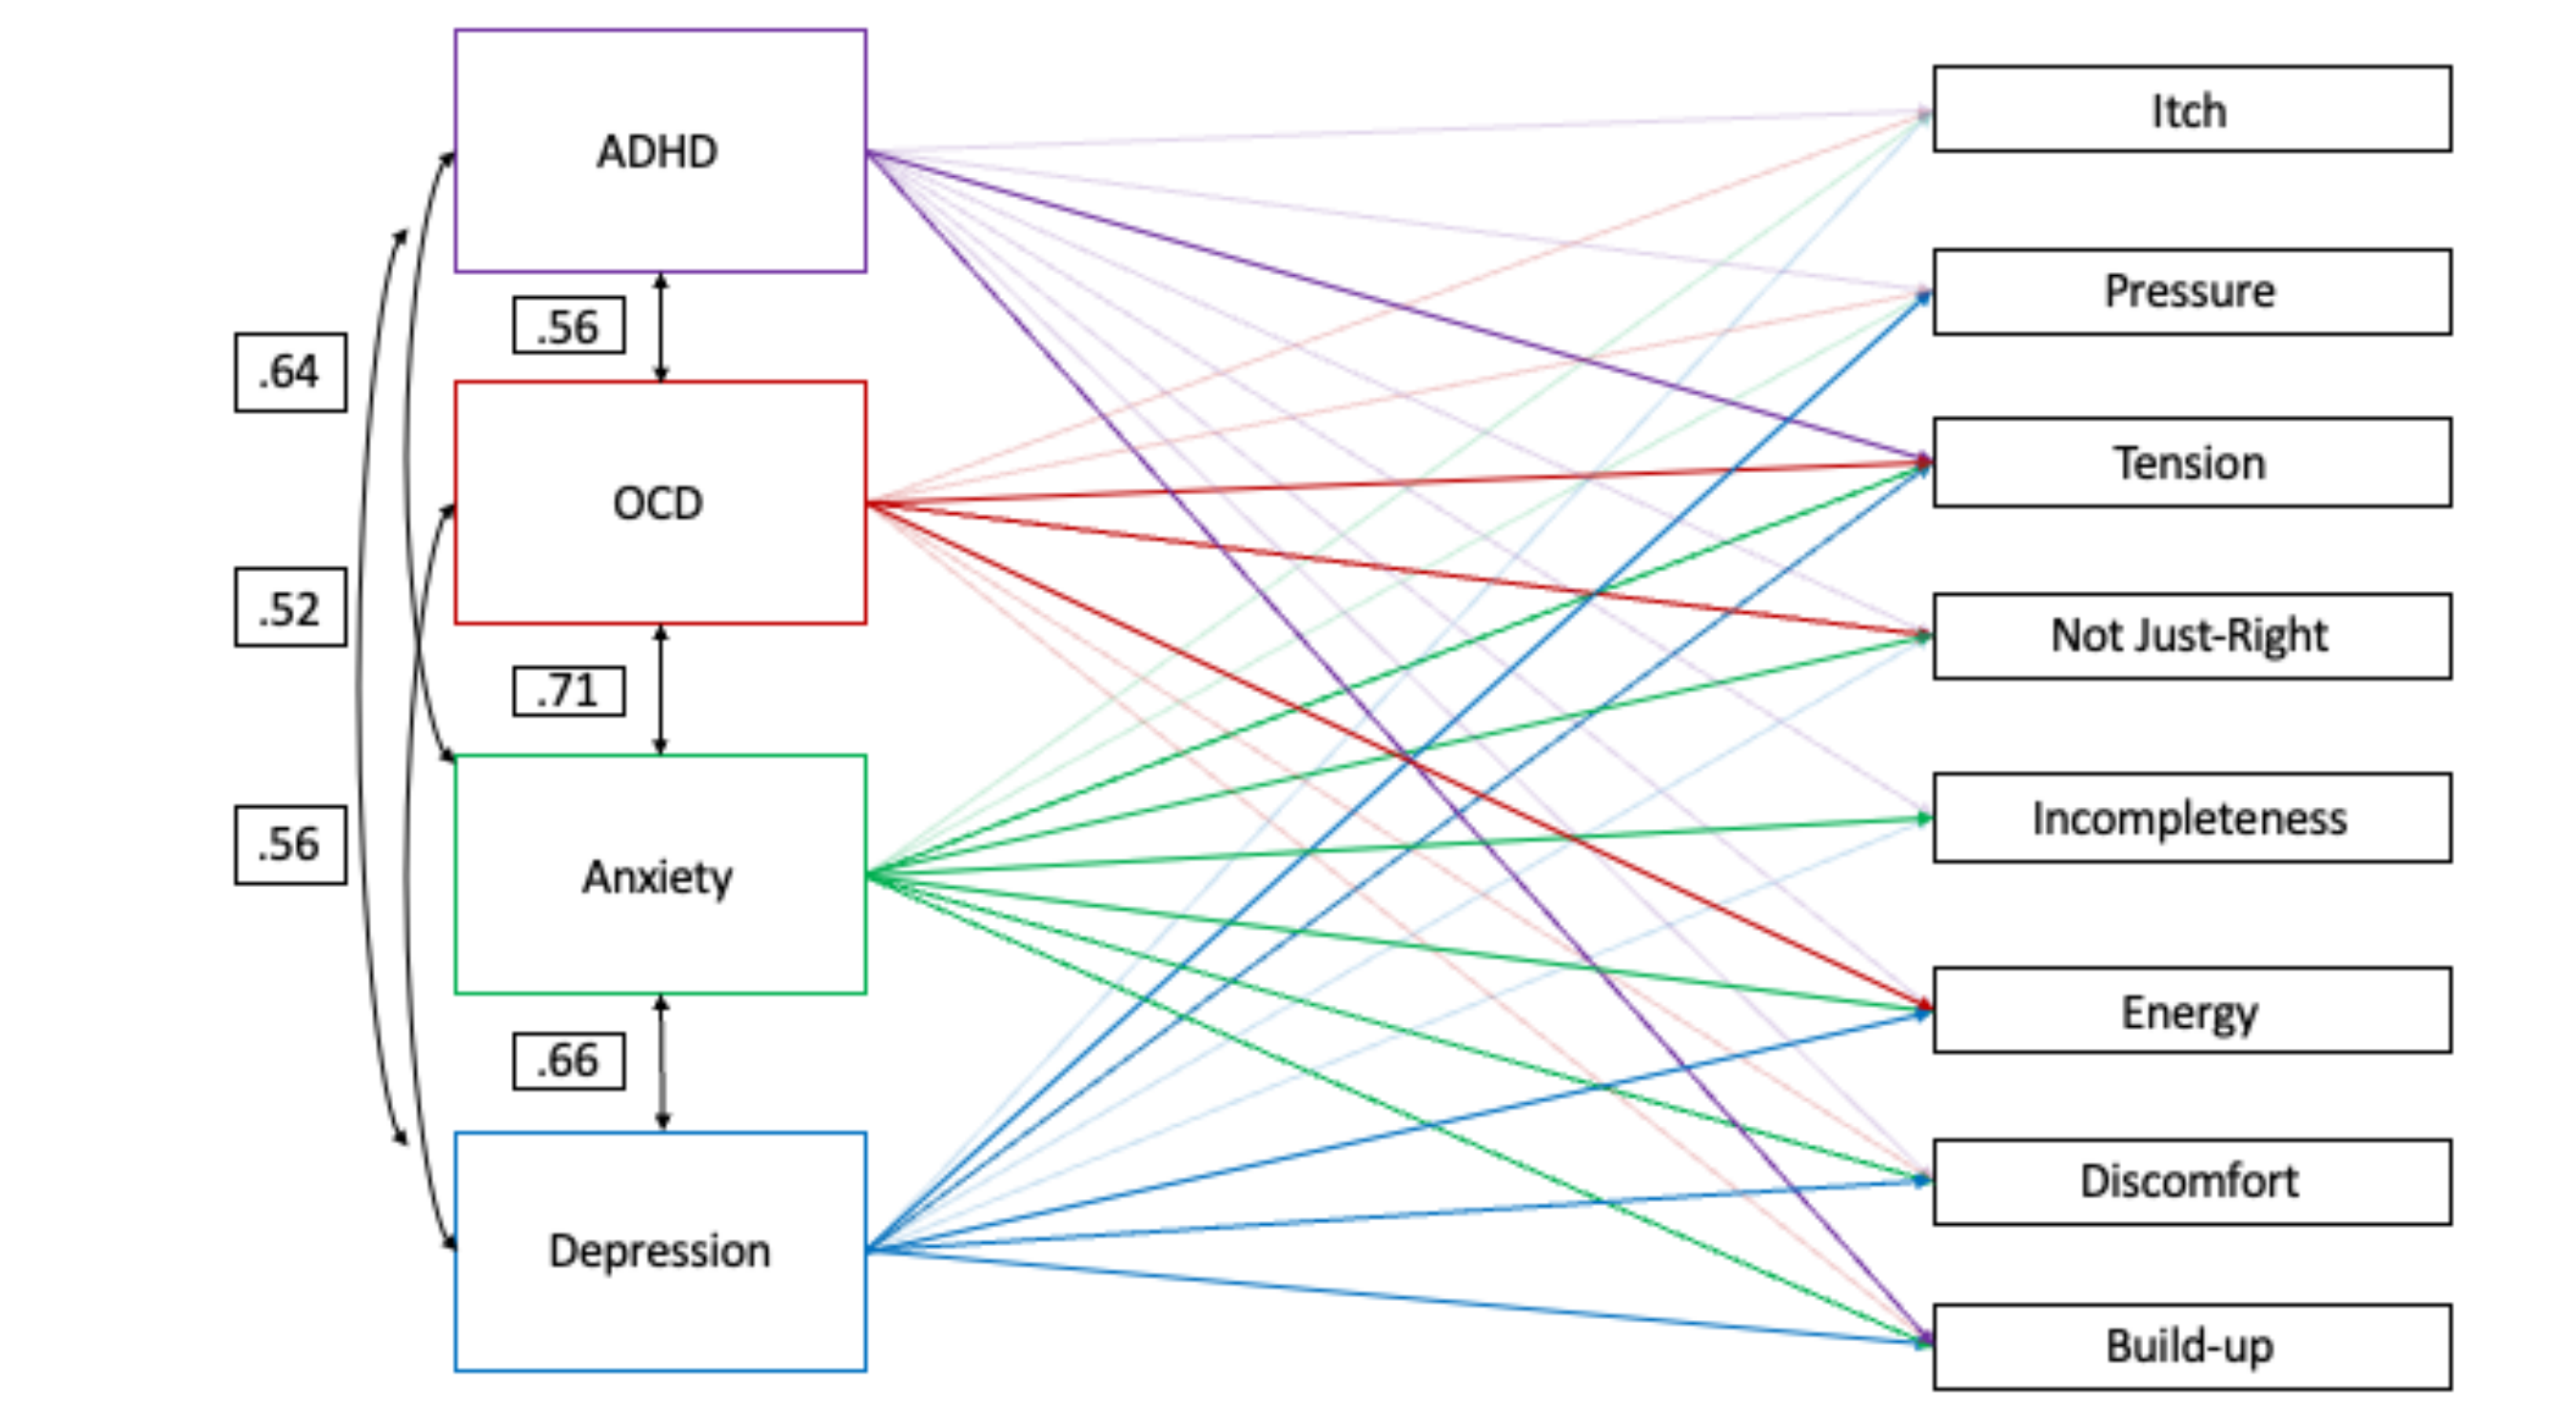 ADHD
.56
OCD
.71
Anxiety
.66
Depression
.64
.52
.56
Itch
Pressure
Tension
Not Just-Right
Incompleteness
Energy
Discomfort
Build-up